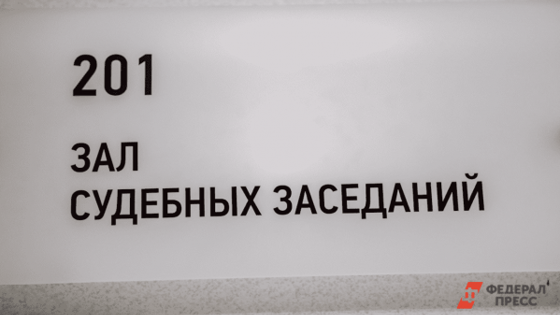 201
ЗАЛ
СУДЕБНЫХ ЗАСЕДАНИЙ
ФЕДЕРАЛ
ПРЕСС